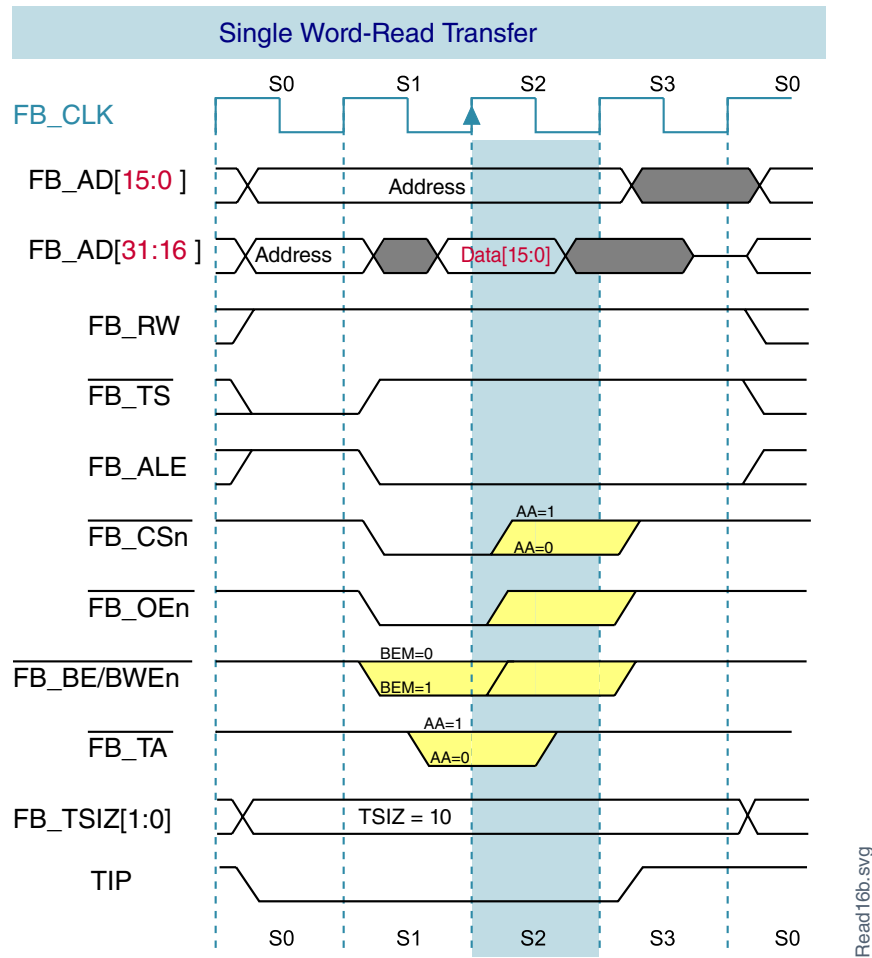 Single Word-Read Transfer
S0 S1 S2 S3 S0
FB_CLK
FB_AD[15:0 ]
Address
FB_AD[31:16 ]
Address
Data[15:0]
FB_RW
FB_TS
FB_ALE
FB_CSn
AA=1
AA=0
FB_OEn
FB_BE/BWEn
BEM=0
BEM=1
FB_TA
AA=1
AA=0
FB_TSIZ[1:0]
TSIZ = 10
TIP
S0 S1 S2 S3 S0
Read16b.svg